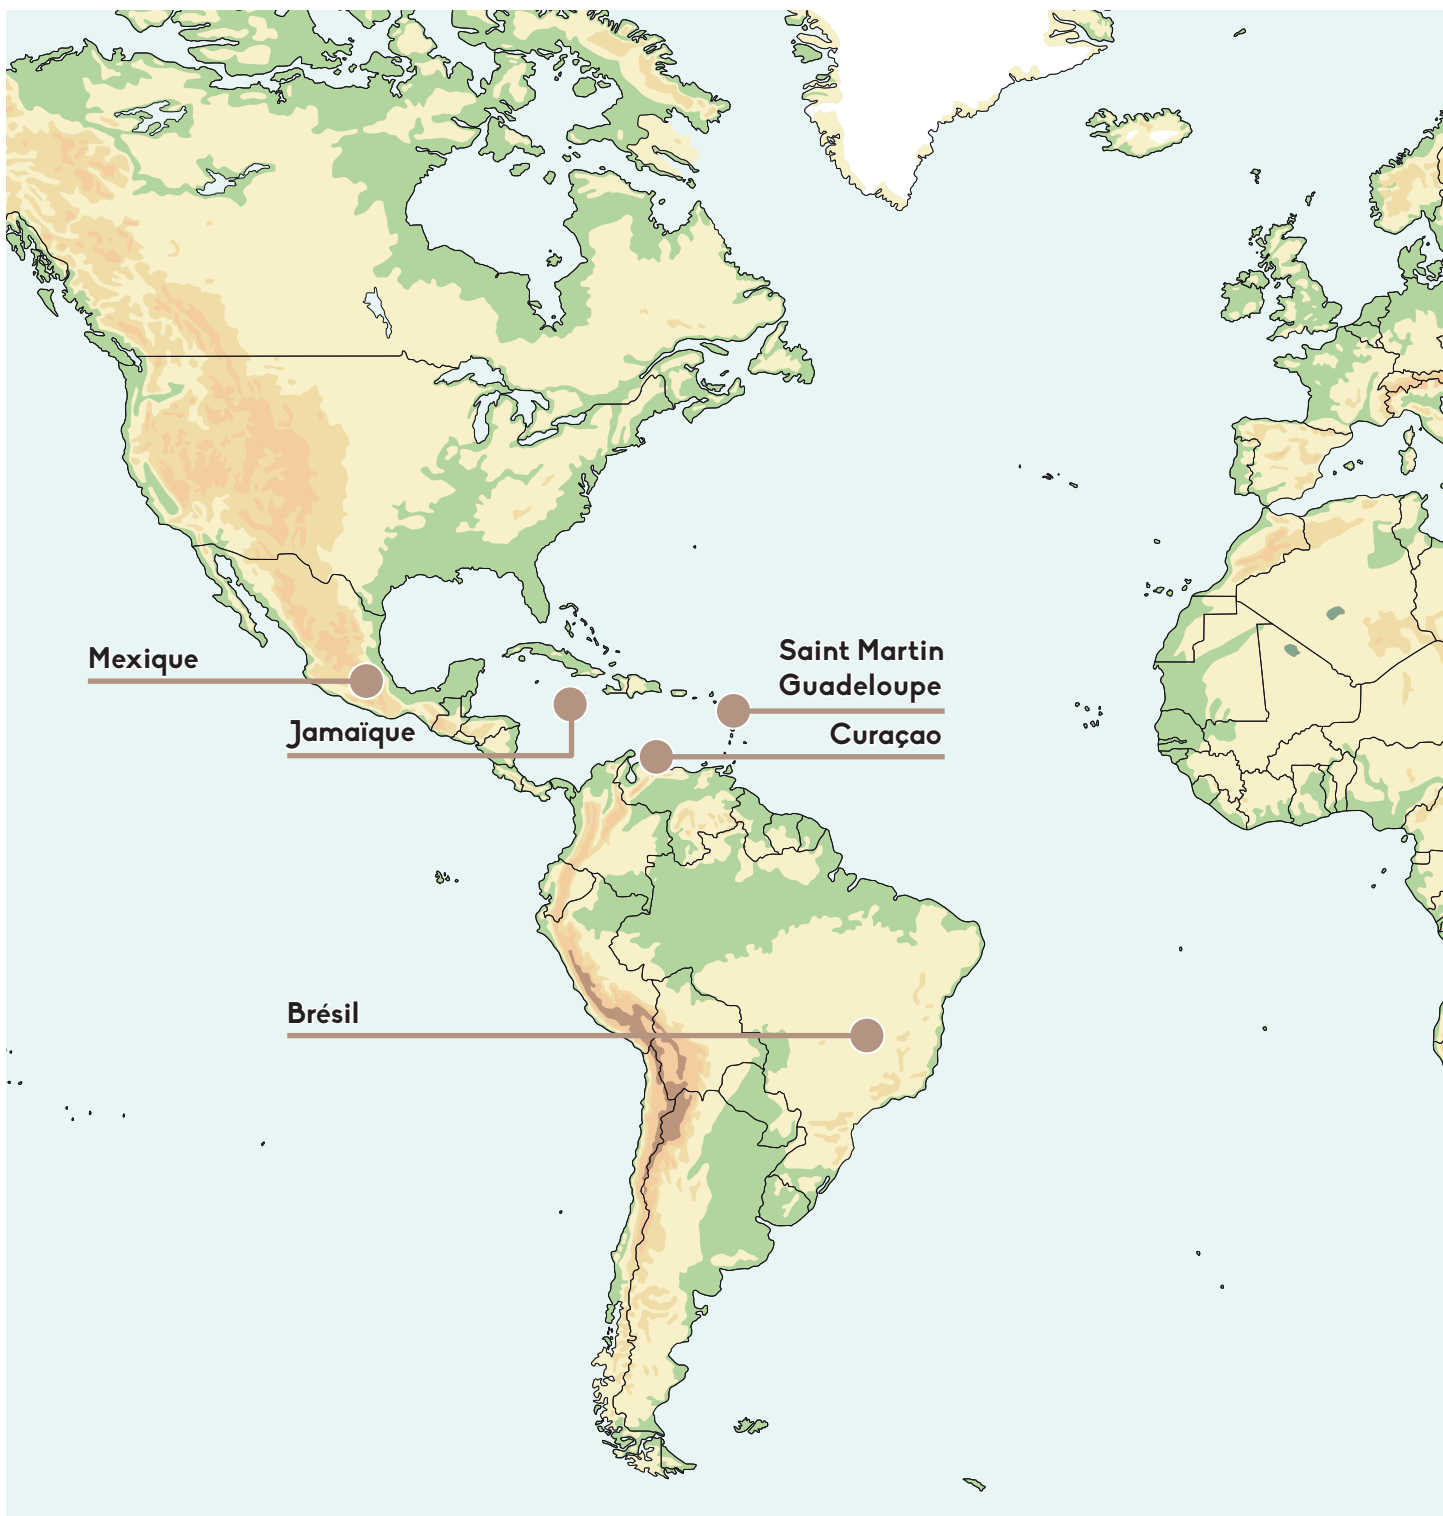 Saint Martin
Guadeloupe
Mexique
Jamaïque
Curaçao
Brésil